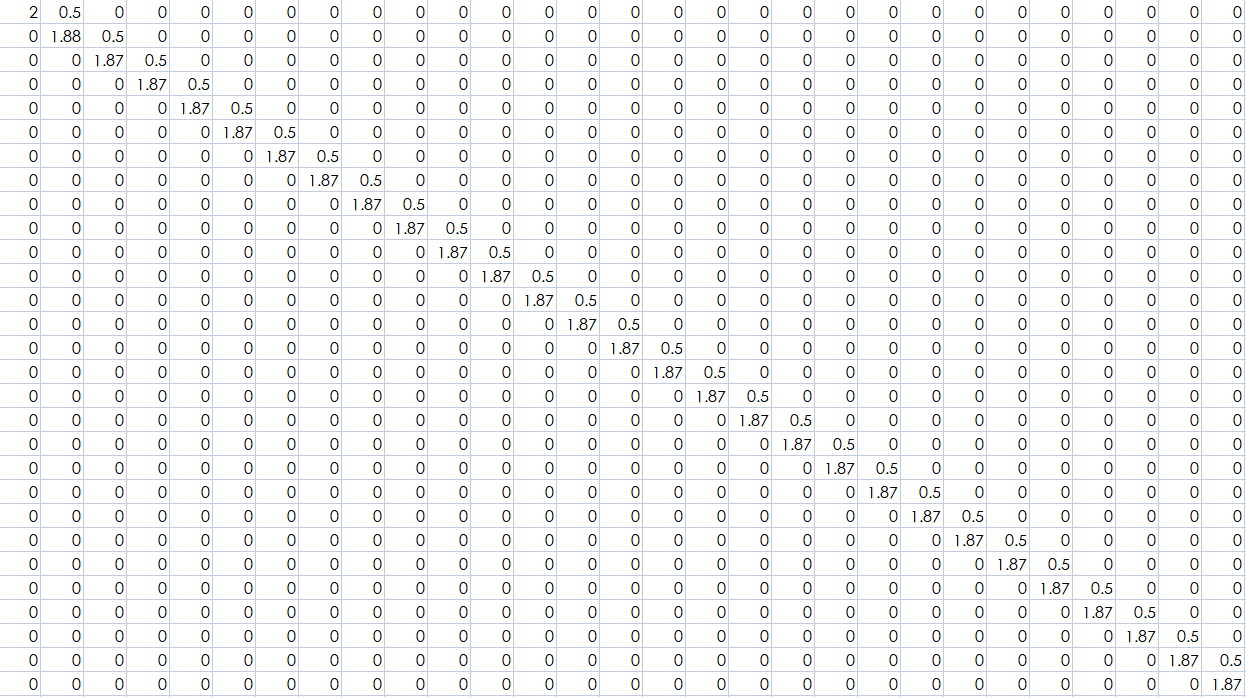 2 0.5 0 0 0 0 0 0 0 0 0 0 0 0 0 0 0 0 0 0 0 0 0 0 0 0 0 0 0
0 1.88 0.5 0 0 0 0 0 0 0 0 0 0 0 0 0 0 0 0 0 0 0 0 0 0 0 0 0 0
0 0 1.87 0.5 0 0 0 0 0 0 0 0 0 0 0 0 0 0 0 0 0 0 0 0 0 0 0 0 0
0 0 0 1.87 0.5 0 0 0 0 0 0 0 0 0 0 0 0 0 0 0 0 0 0 0 0 0 0 0 0
0 0 0 0 1.87 0.5 0 0 0 0 0 0 0 0 0 0 0 0 0 0 0 0 0 0 0 0 0 0 0
0 0 0 0 0 1.87 0.5 0 0 0 0 0 0 0 0 0 0 0 0 0 0 0 0 0 0 0 0 0 0
0 0 0 0 0 0 1.87 0.5 0 0 0 0 0 0 0 0 0 0 0 0 0 0 0 0 0 0 0 0 0
0 0 0 0 0 0 0 1.87 0.5 0 0 0 0 0 0 0 0 0 0 0 0 0 0 0 0 0 0 0 0
0 0 0 0 0 0 0 0 1.87 0.5 0 0 0 0 0 0 0 0 0 0 0 0 0 0 0 0 0 0 0
0 0 0 0 0 0 0 0 0 1.87 0.5 0 0 0 0 0 0 0 0 0 0 0 0 0 0 0 0 0 0
0 0 0 0 0 0 0 0 0 0 1.87 0.5 0 0 0 0 0 0 0 0 0 0 0 0 0 0 0 0 0
0 0 0 0 0 0 0 0 0 0 0 1.87 0.5 0 0 0 0 0 0 0 0 0 0 0 0 0 0 0 0
0 0 0 0 0 0 0 0 0 0 0 0 1.87 0.5 0 0 0 0 0 0 0 0 0 0 0 0 0 0 0
0 0 0 0 0 0 0 0 0 0 0 0 0 1.87 0.5 0 0 0 0 0 0 0 0 0 0 0 0 0 0
0 0 0 0 0 0 0 0 0 0 0 0 0 0 1.87 0.5 0 0 0 0 0 0 0 0 0 0 0 0 0
0 0 0 0 0 0 0 0 0 0 0 0 0 0 0 1.87 0.5 0 0 0 0 0 0 0 0 0 0 0 0
0 0 0 0 0 0 0 0 0 0 0 0 0 0 0 0 1.87 0.5 0 0 0 0 0 0 0 0 0 0 0
0 0 0 0 0 0 0 0 0 0 0 0 0 0 0 0 0 1.87 0.5 0 0 0 0 0 0 0 0 0 0
0 0 0 0 0 0 0 0 0 0 0 0 0 0 0 0 0 0 1.87 0.5 0 0 0 0 0 0 0 0 0
0 0 0 0 0 0 0 0 0 0 0 0 0 0 0 0 0 0 0 1.87 0.5 0 0 0 0 0 0 0 0
0 0 0 0 0 0 0 0 0 0 0 0 0 0 0 0 0 0 0 0 1.87 0.5 0 0 0 0 0 0 0
0 0 0 0 0 0 0 0 0 0 0 0 0 0 0 0 0 0 0 0 0 1.87 0.5 0 0 0 0 0 0
0 0 0 0 0 0 0 0 0 0 0 0 0 0 0 0 0 0 0 0 0 0 1.87 0.5 0 0 0 0 0
0 0 0 0 0 0 0 0 0 0 0 0 0 0 0 0 0 0 0 0 0 0 0 1.87 0.5 0 0 0 0
0 0 0 0 0 0 0 0 0 0 0 0 0 0 0 0 0 0 0 0 0 0 0 0 1.87 0.5 0 0 0
0 0 0 0 0 0 0 0 0 0 0 0 0 0 0 0 0 0 0 0 0 0 0 0 0 1.87 0.5 0 0
0 0 0 0 0 0 0 0 0 0 0 0 0 0 0 0 0 0 0 0 0 0 0 0 0 0 1.87 0.5 0
0 0 0 0 0 0 0 0 0 0 0 0 0 0 0 0 0 0 0 0 0 0 0 0 0 0 0 1.87 0.5
0 0 0 0 0 0 0 0 0 0 0 0 0 0 0 0 0 0 0 0 0 0 0 0 0 0 0 0 1.87